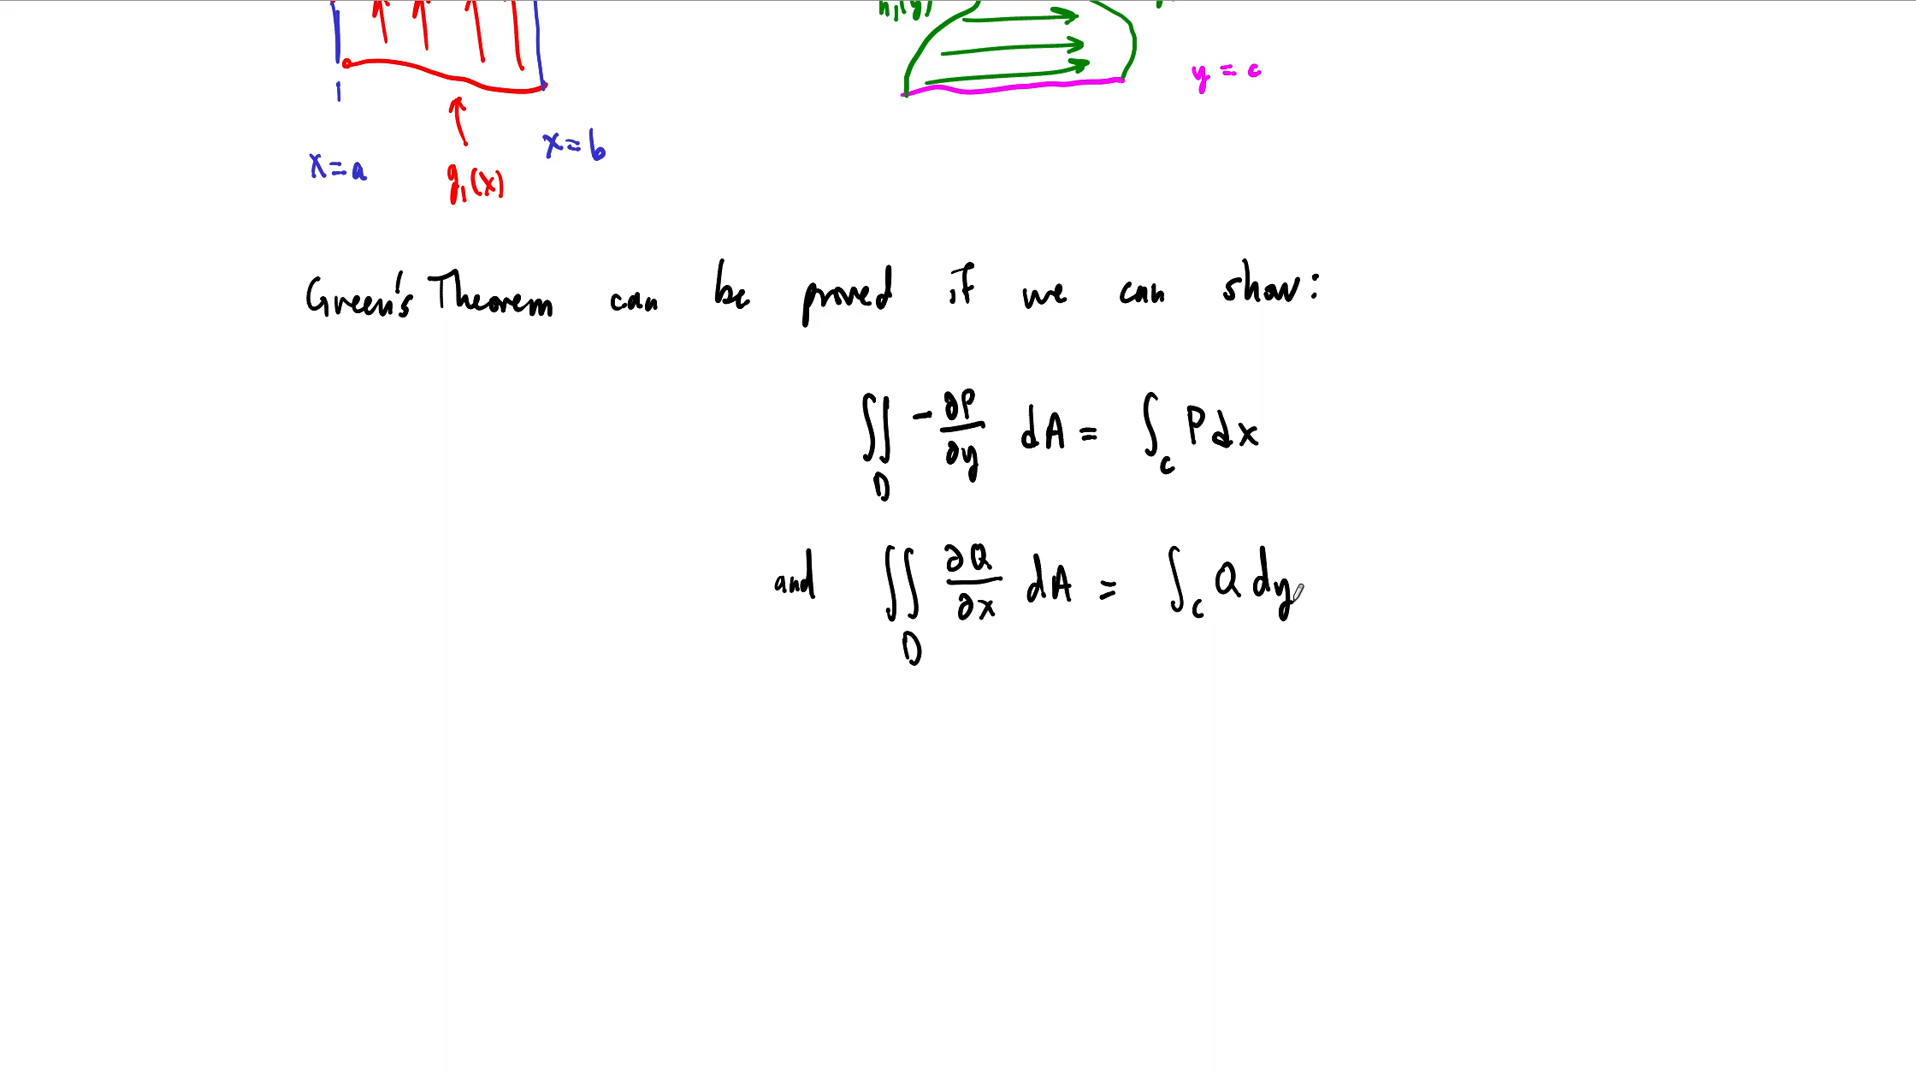 h₁(y)
y = c
x = a
g₁(x)
x = b
Green's Theorem can be proved if we can show:
∬_D -∂P/∂y dA = ∫_C P dx
and ∬_D ∂Q/∂x dA = ∫_C Q dy